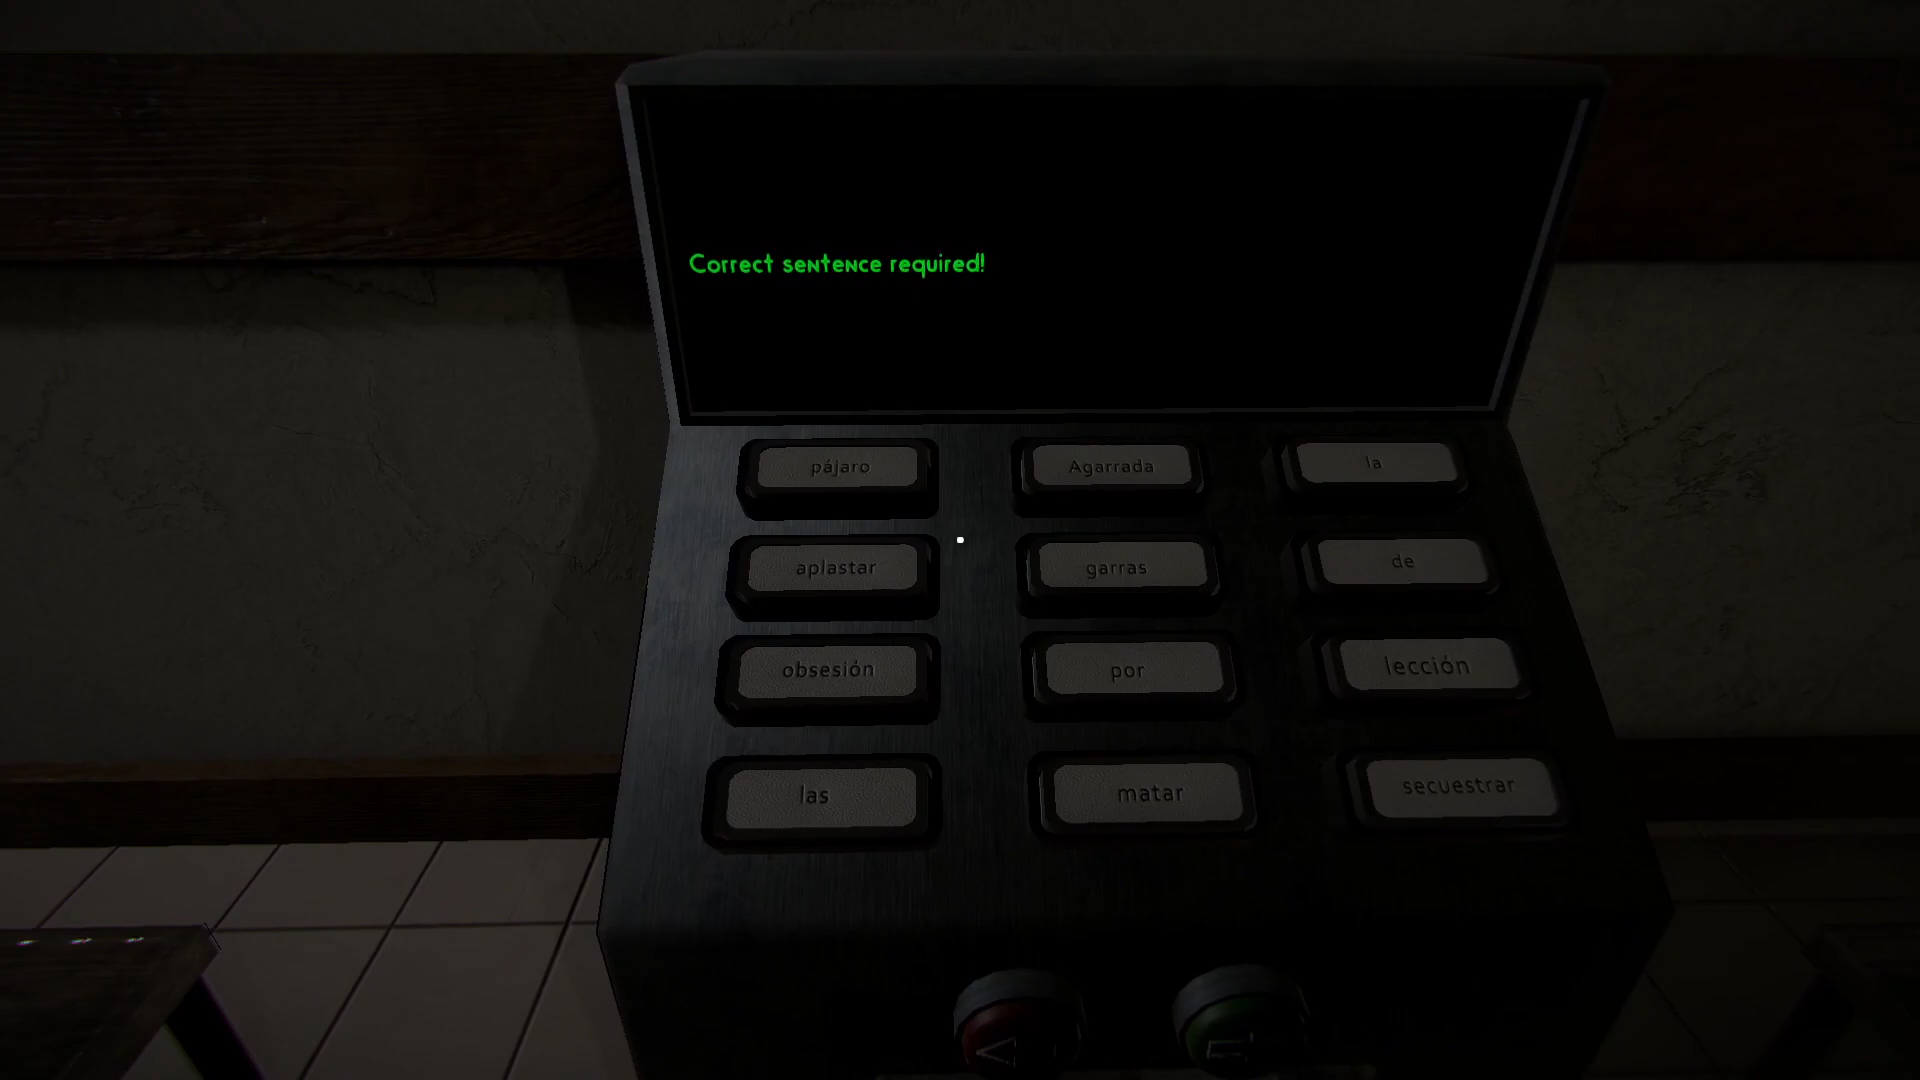 Correct sentence required!
pájaro Agarrada la
aplastar garras de
obsesión por lección
las matar secuestrar